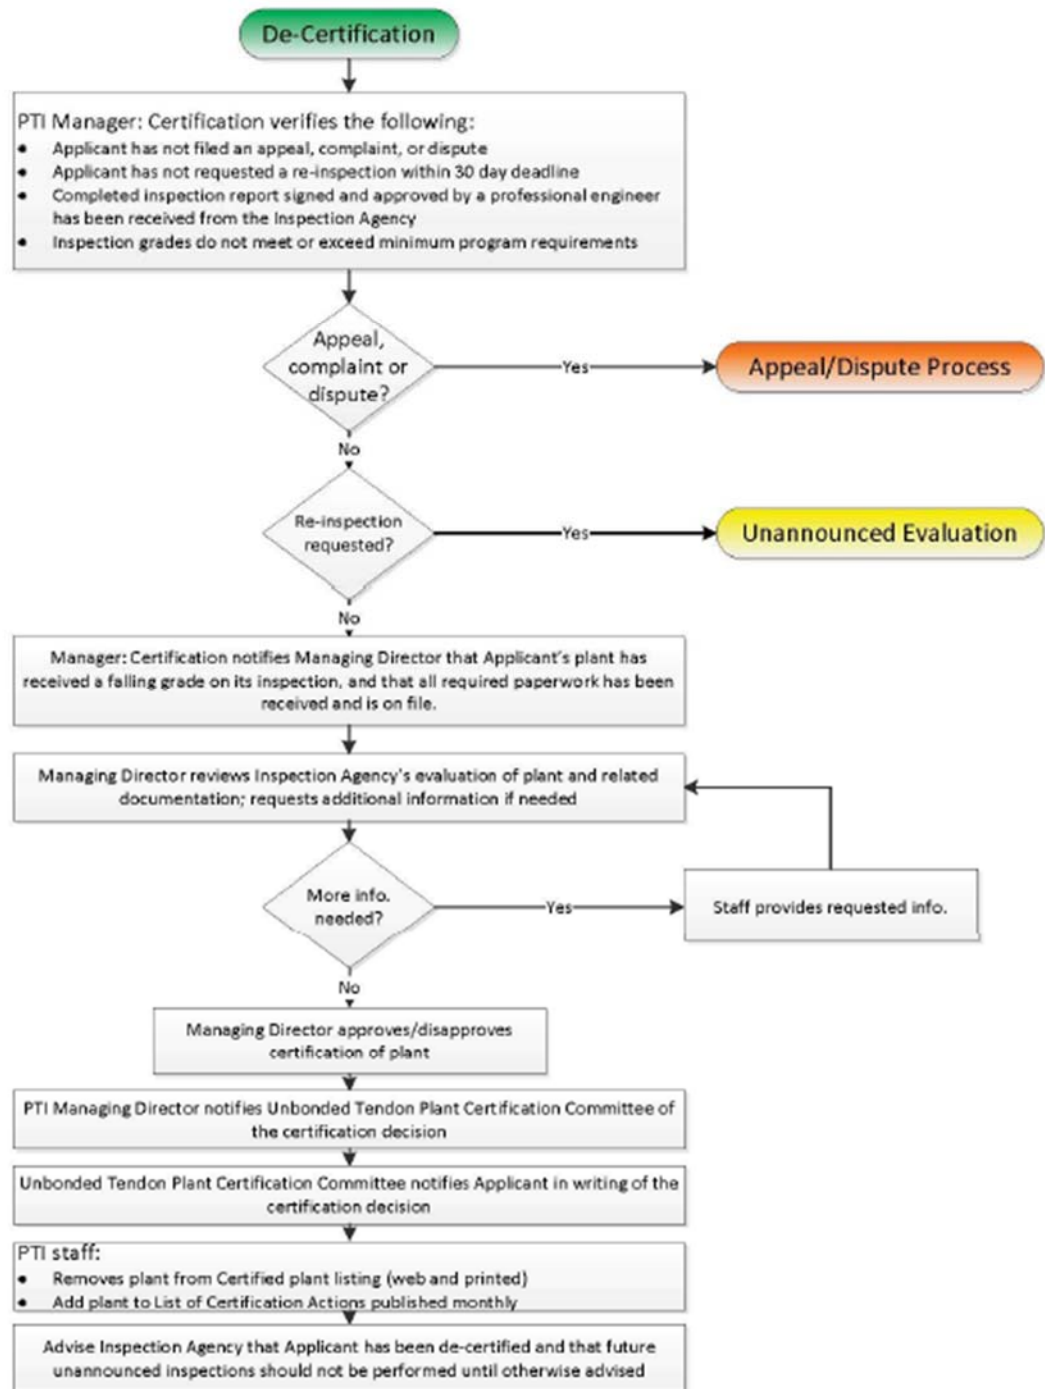 De-Certification
PTI Manager: Certification verifies the following:
• Applicant has not filed an appeal, complaint, or dispute
• Applicant has not requested a re-inspection within 30 day deadline
• Completed inspection report signed and approved by a professional engineer
has been received from the Inspection Agency
• Inspection grades do not meet or exceed minimum program requirements
Appeal,
complaint or
dispute?
Yes
Appeal/Dispute Process
No
Re-inspection
requested?
Yes
Unannounced Evaluation
No
Manager: Certification notifies Managing Director that Applicant's plant has
received a falling grade on its inspection, and that all required paperwork has been
received and is on file.
Managing Director reviews Inspection Agency's evaluation of plant and related
documentation; requests additional information if needed
More info.
needed?
Yes
Staff provides requested info.
No
Managing Director approves/disapproves
certification of plant
PTI Managing Director notifies Unbonded Tendon Plant Certification Committee of
the certification decision
Unbonded Tendon Plant Certification Committee notifies Applicant in writing of the
certification decision
PTI staff:
• Removes plant from Certified plant listing (web and printed)
• Add plant to List of Certification Actions published monthly
Advise Inspection Agency that Applicant has been de-certified and that future
unannounced inspections should not be performed until otherwise advised